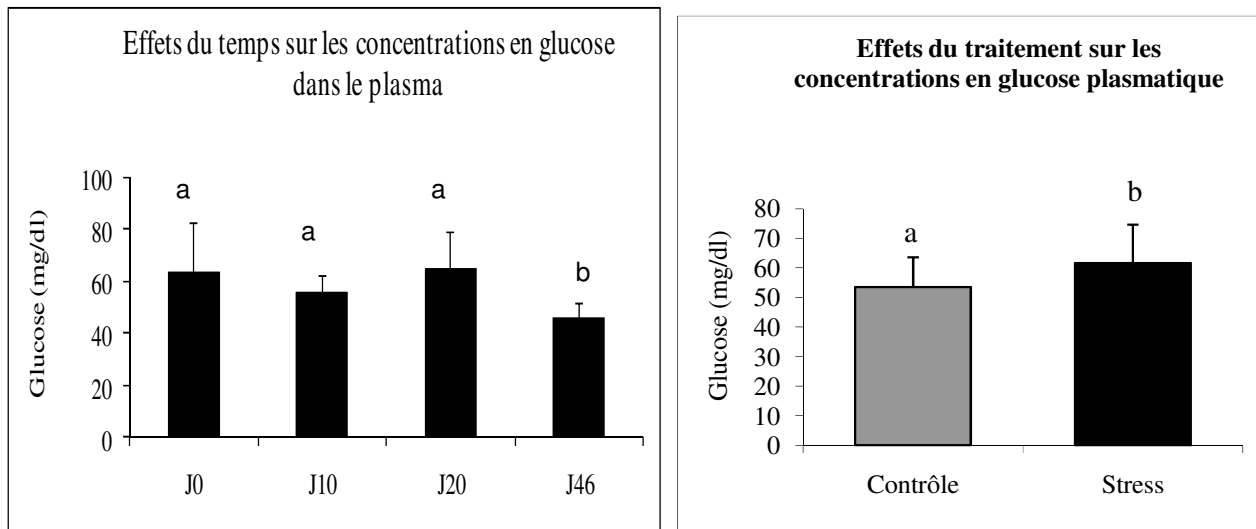 Effets du temps sur les concentrations en glucose
dans le plasma
Glucose (mg/dl)
100
80
60
40
20
0
a
a
a
b
J0
J10
J20
J46
Effets du traitement sur les
concentrations en glucose plasmatique
Glucose (mg/dl)
80
70
60
50
40
30
20
10
0
a
b
Contrôle
Stress